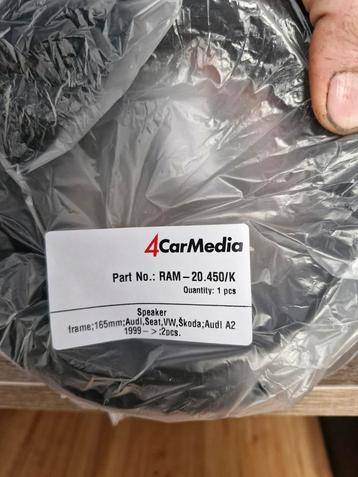 4CarMedia
Part No.: RAM-20.450/K
Quantity: 1 pcs
Speaker
frame;165mm;Audi,Seat,VW,Škoda;Audi A2
1999 - > :2pcs.